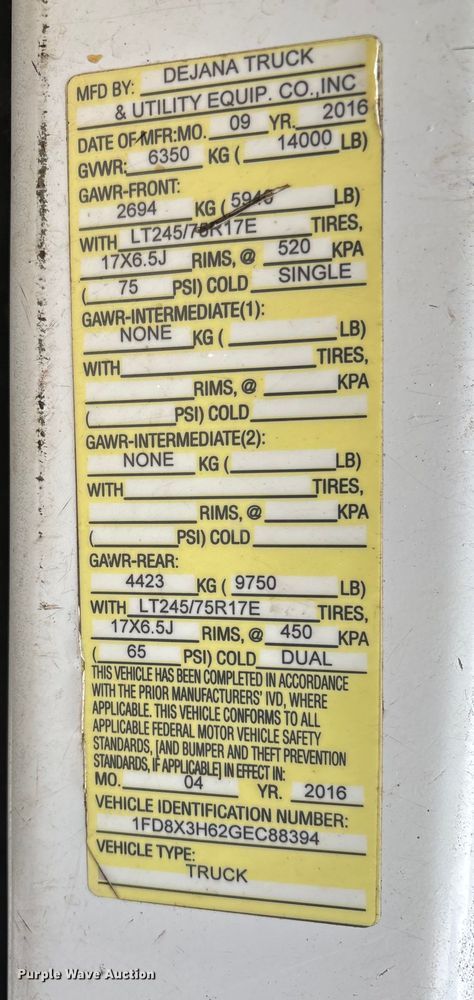 MFD BY: DEJANA TRUCK
& UTILITY EQUIP. CO.,INC
DATE OF MFR:MO. 09 YR. 2016
GVWR: 6350 KG ( 14000 LB)
GAWR-FRONT:
2694 KG ( LB)
WITH LT245/75R17E TIRES,
17X6.5J RIMS, @ 520 KPA
( 75 PSI) COLD SINGLE
GAWR-INTERMEDIATE(1):
NONE KG ( LB)
WITH TIRES,
RIMS, @ KPA
( PSI) COLD
GAWR-INTERMEDIATE(2):
NONE KG ( LB)
WITH TIRES,
RIMS, @ KPA
( PSI) COLD
GAWR-REAR:
4423 KG ( 9750 LB)
WITH LT245/75R17E TIRES,
17X6.5J RIMS, @ 450 KPA
( 65 PSI) COLD DUAL
THIS VEHICLE HAS BEEN COMPLETED IN ACCORDANCE
WITH THE PRIOR MANUFACTURERS' IVD, WHERE
APPLICABLE. THIS VEHICLE CONFORMS TO ALL
APPLICABLE FEDERAL MOTOR VEHICLE SAFETY
STANDARDS, [AND BUMPER AND THEFT PREVENTION
STANDARDS, IF APPLICABLE] IN EFFECT IN:
MO. 04 YR. 2016
VEHICLE IDENTIFICATION NUMBER:
1FD8X3H62GEC88394
VEHICLE TYPE:
TRUCK
Purple Wave Auction